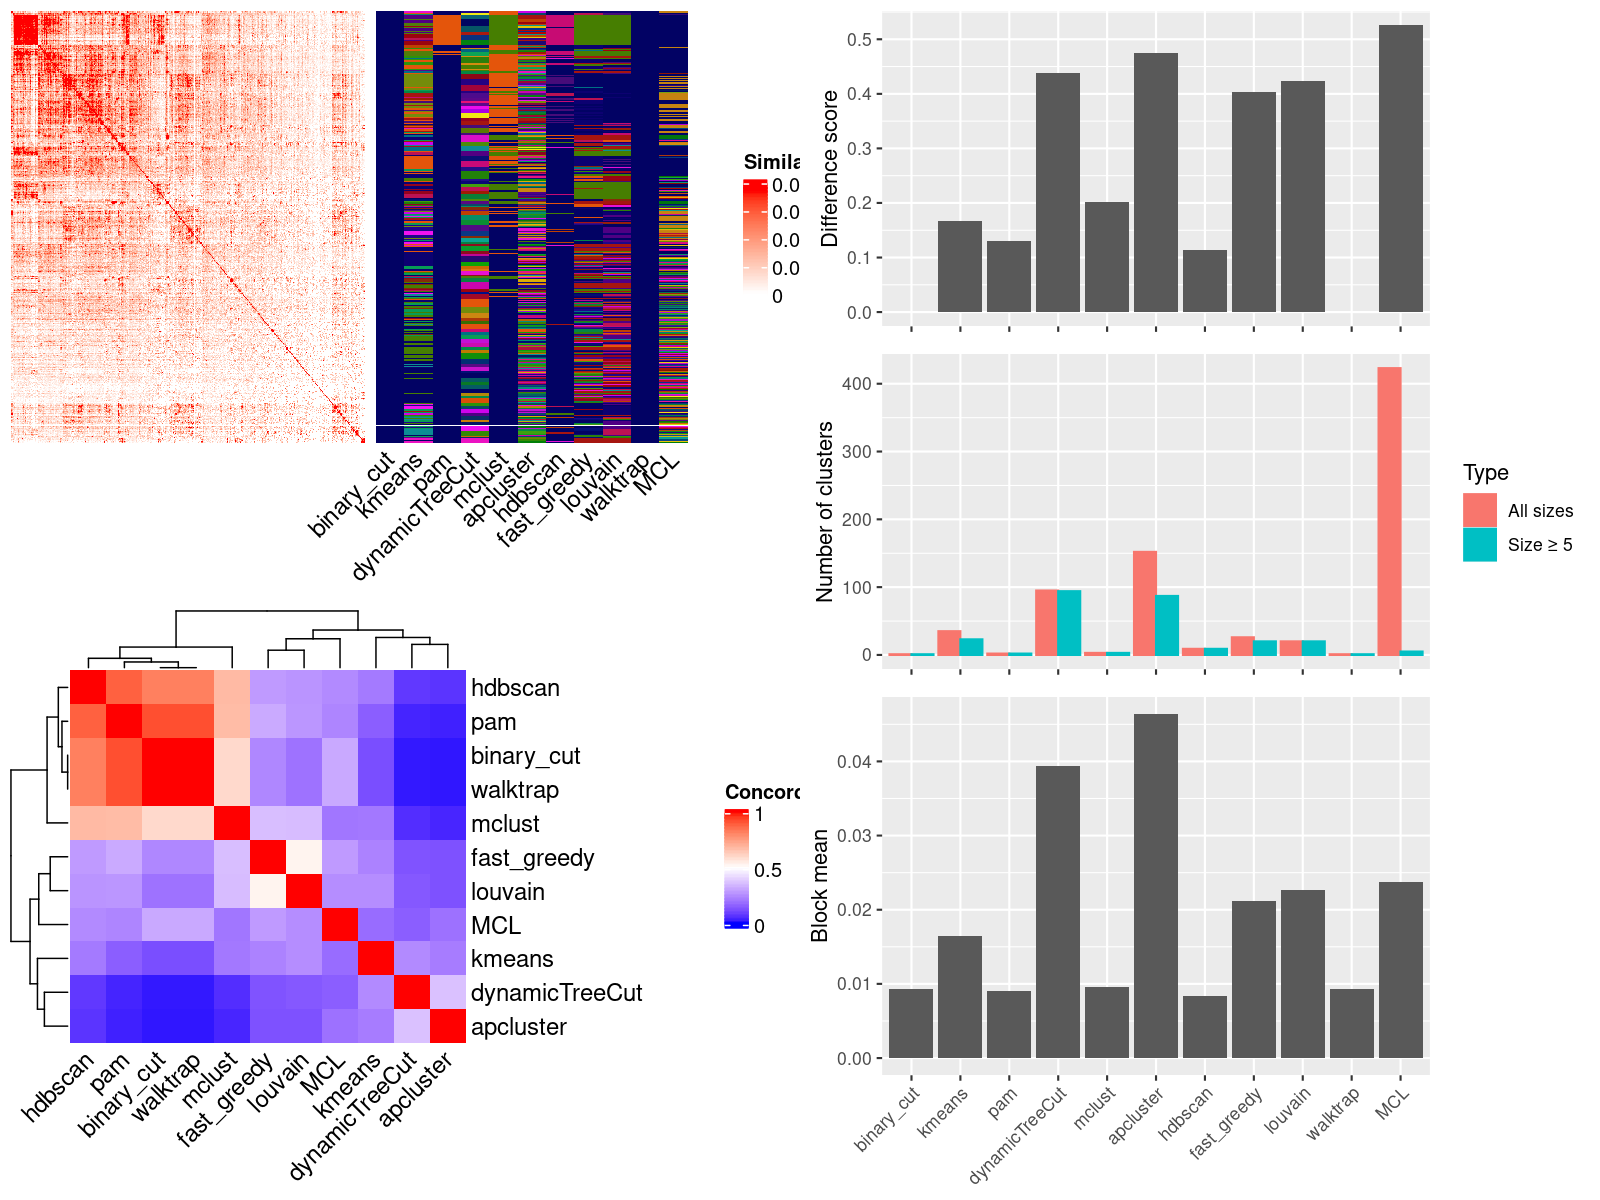 Simila
0.0
0.0
0.0
0.0
0
binary_cut
kmeans
pam
dynamicTreeCut
mclust
apcluster
hdbscan
fast_greedy
louvain
walktrap
MCL
hdbscan
pam
binary_cut
walktrap
mclust
fast_greedy
louvain
MCL
kmeans
dynamicTreeCut
apcluster
hdbscan
pam
binary_cut
walktrap
mclust
fast_greedy
louvain
MCL
kmeans
dynamicTreeCut
apcluster
Concord
1
0.5
0
Difference score
0.5
0.4
0.3
0.2
0.1
0.0
Number of clusters
400
300
200
100
0
Type
All sizes
Size ≥ 5
Block mean
0.04
0.03
0.02
0.01
0.00
binary_cut
kmeans
pam
dynamicTreeCut
mclust
apcluster
hdbscan
fast_greedy
louvain
walktrap
MCL